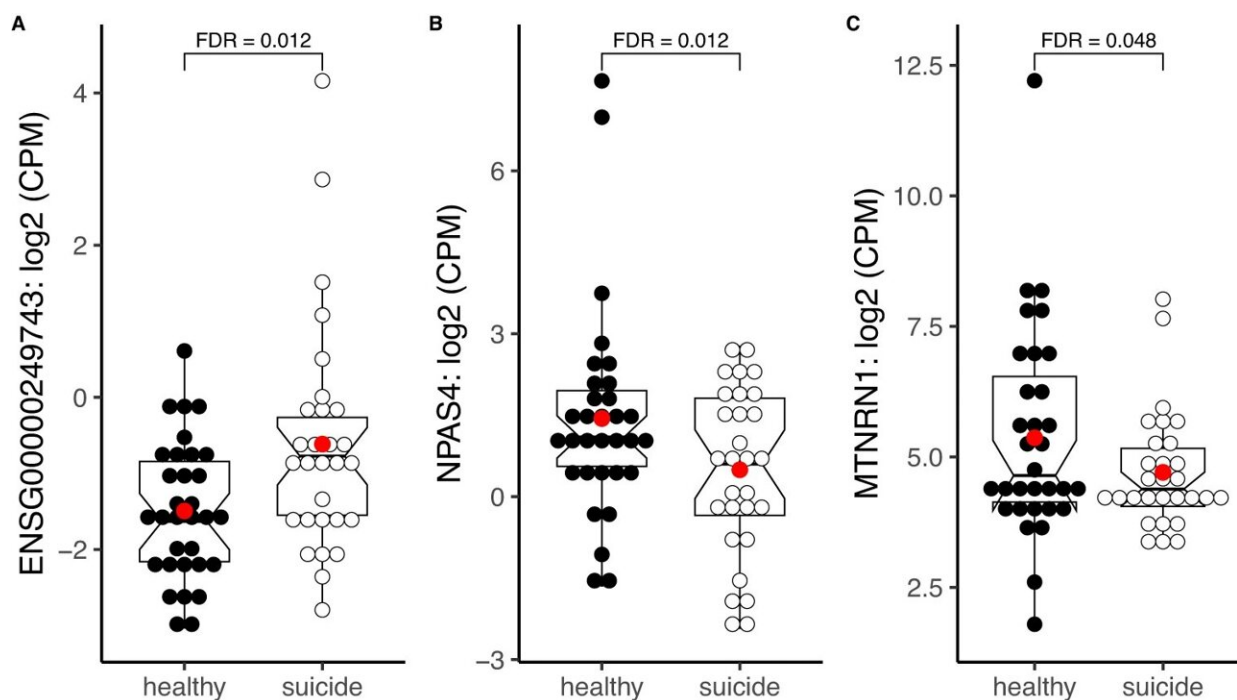 A
FDR = 0.012
ENSG00000249743: log2 (CPM)
4
2
0
−2
healthy
suicide
B
FDR = 0.012
NPAS4: log2 (CPM)
6
3
0
−3
healthy
suicide
C
FDR = 0.048
MTNRN1: log2 (CPM)
12.5
10.0
7.5
5.0
2.5
healthy
suicide